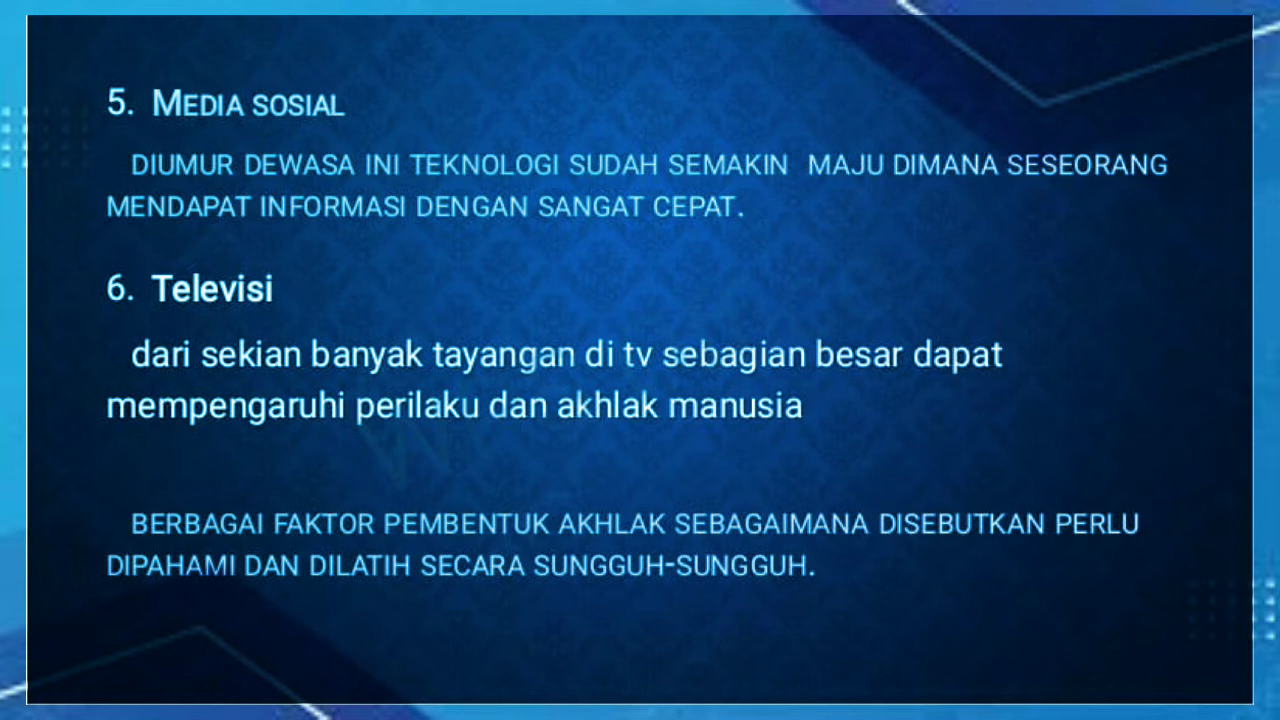 5. MEDIA SOSIAL
DIUMUR DEWASA INI TEKNOLOGI SUDAH SEMAKIN MAJU DIMANA SESEORANG
MENDAPAT INFORMASI DENGAN SANGAT CEPAT.
6. Televisi
dari sekian banyak tayangan di tv sebagian besar dapat
mempengaruhi perilaku dan akhlak manusia
BERBAGAI FAKTOR PEMBENTUK AKHLAK SEBAGAIMANA DISEBUTKAN PERLU
DIPAHAMI DAN DILATIH SECARA SUNGGUH-SUNGGUH.